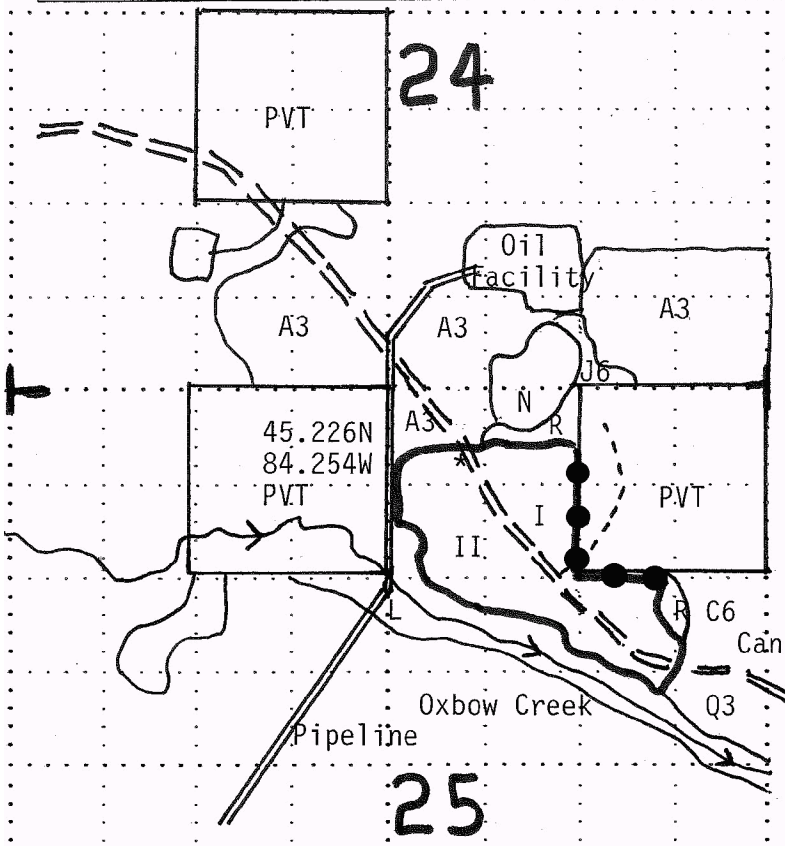 24
PVT
Oil
Facility
A3
A3
A3
J6
N
A3
R
45.226N
84.254W
PVT
*
I
PVT
II
L
R C6
Can
Oxbow Creek
Q3
Pipeline
25